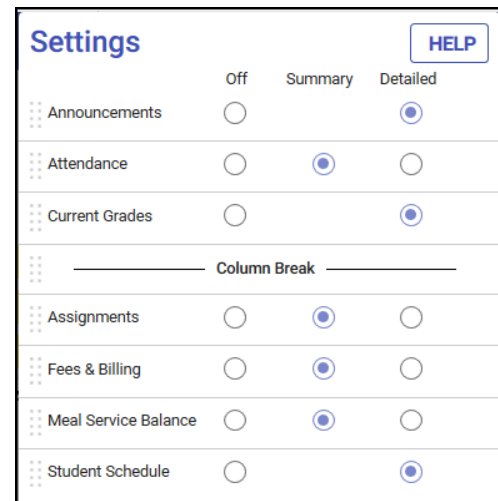 Settings
HELP
Off Summary Detailed
Announcements
Attendance
Current Grades
Column Break
Assignments
Fees & Billing
Meal Service Balance
Student Schedule